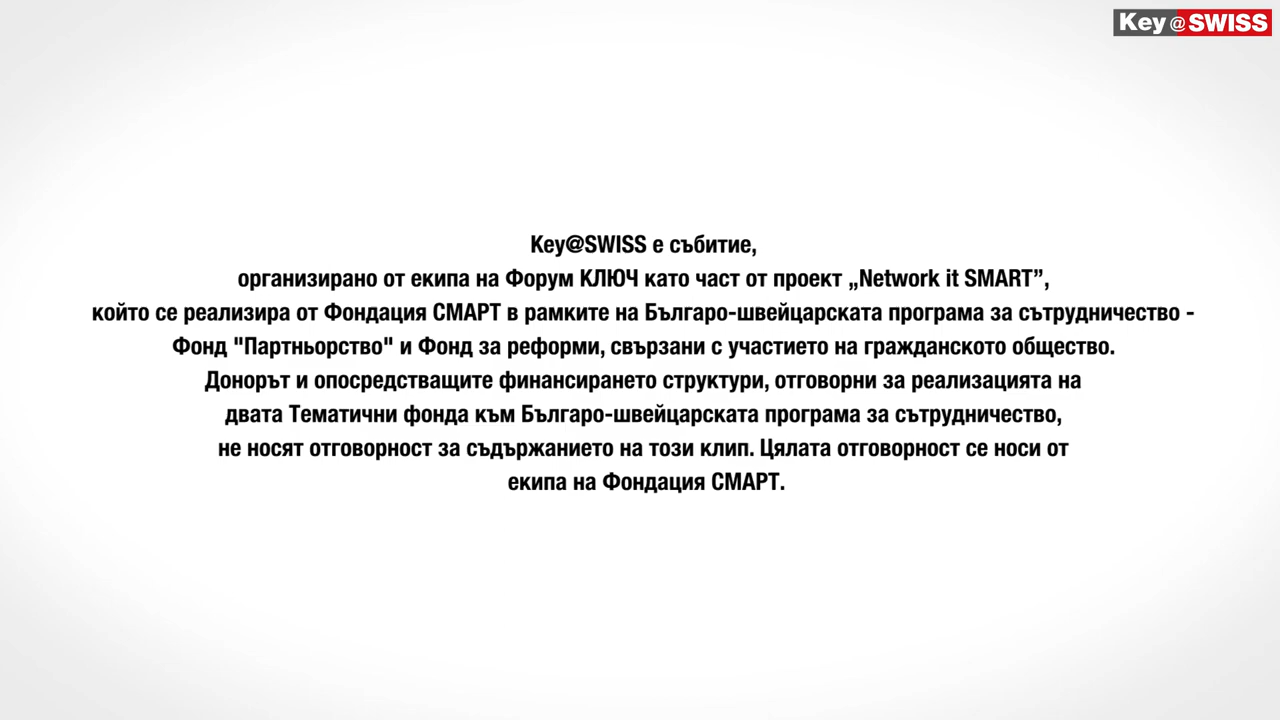 Key@SWISS
Key@SWISS е събитие,
организирано от екипа на Форум КЛЮЧ като част от проект „Network it SMART”,
който се реализира от Фондация СМАРТ в рамките на Българо-швейцарската програма за сътрудничество -
Фонд "Партньорство" и Фонд за реформи, свързани с участието на гражданското общество.
Донорът и опосредстващите финансирането структури, отговорни за реализацията на
двата Тематични фонда към Българо-швейцарската програма за сътрудничество,
не носят отговорност за съдържанието на този клип. Цялата отговорност се носи от
екипа на Фондация СМАРТ.